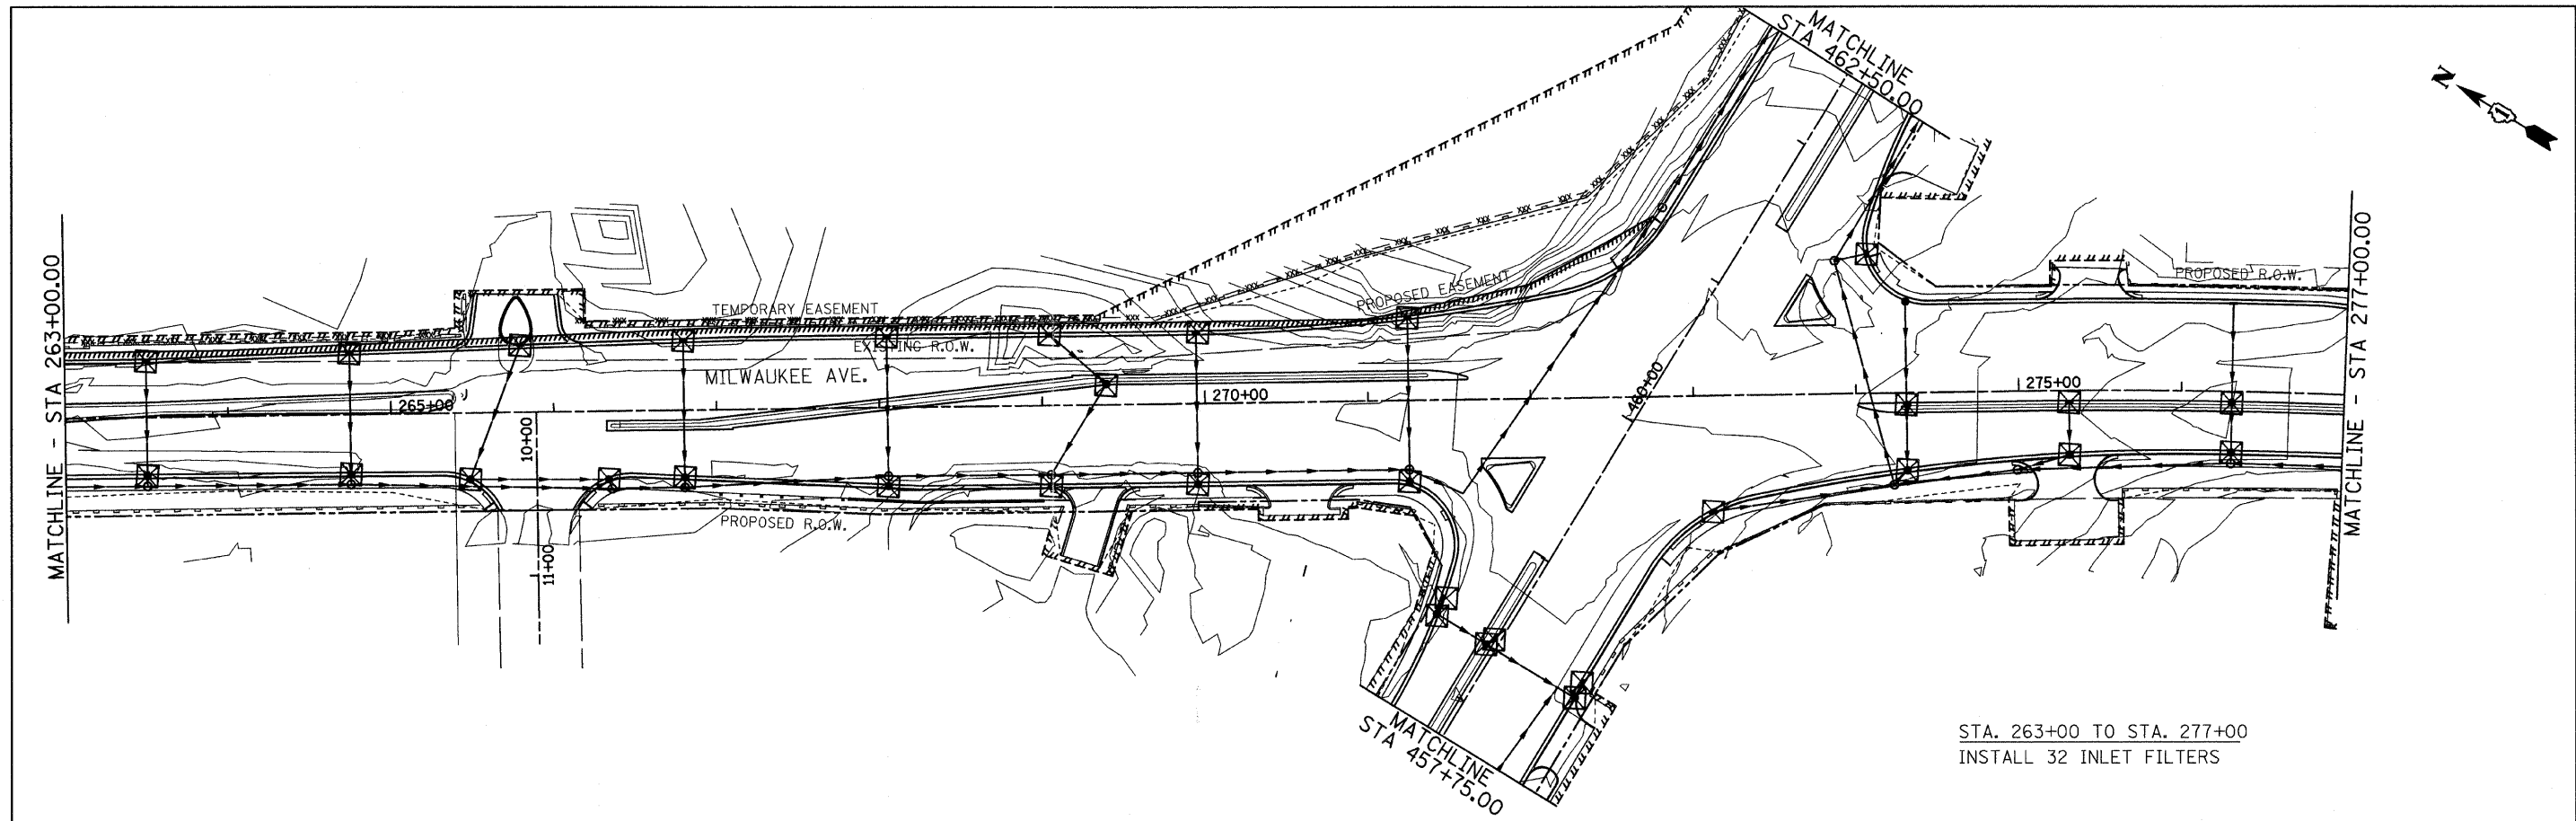 MATCHLINE
STA 462+50.00
N
MATCHLINE - STA 263+00.00
TEMPORARY EASEMENT
EXISTING R.O.W.
PROPOSED EASEMENT
PROPOSED R.O.W.
MATCHLINE - STA 277+00.00
MILWAUKEE AVE.
265+00
270+00
460+00
275+00
10+00
PROPOSED R.O.W.
11+00
MATCHLINE
STA 457+75.00
STA. 263+00 TO STA. 277+00
INSTALL 32 INLET FILTERS